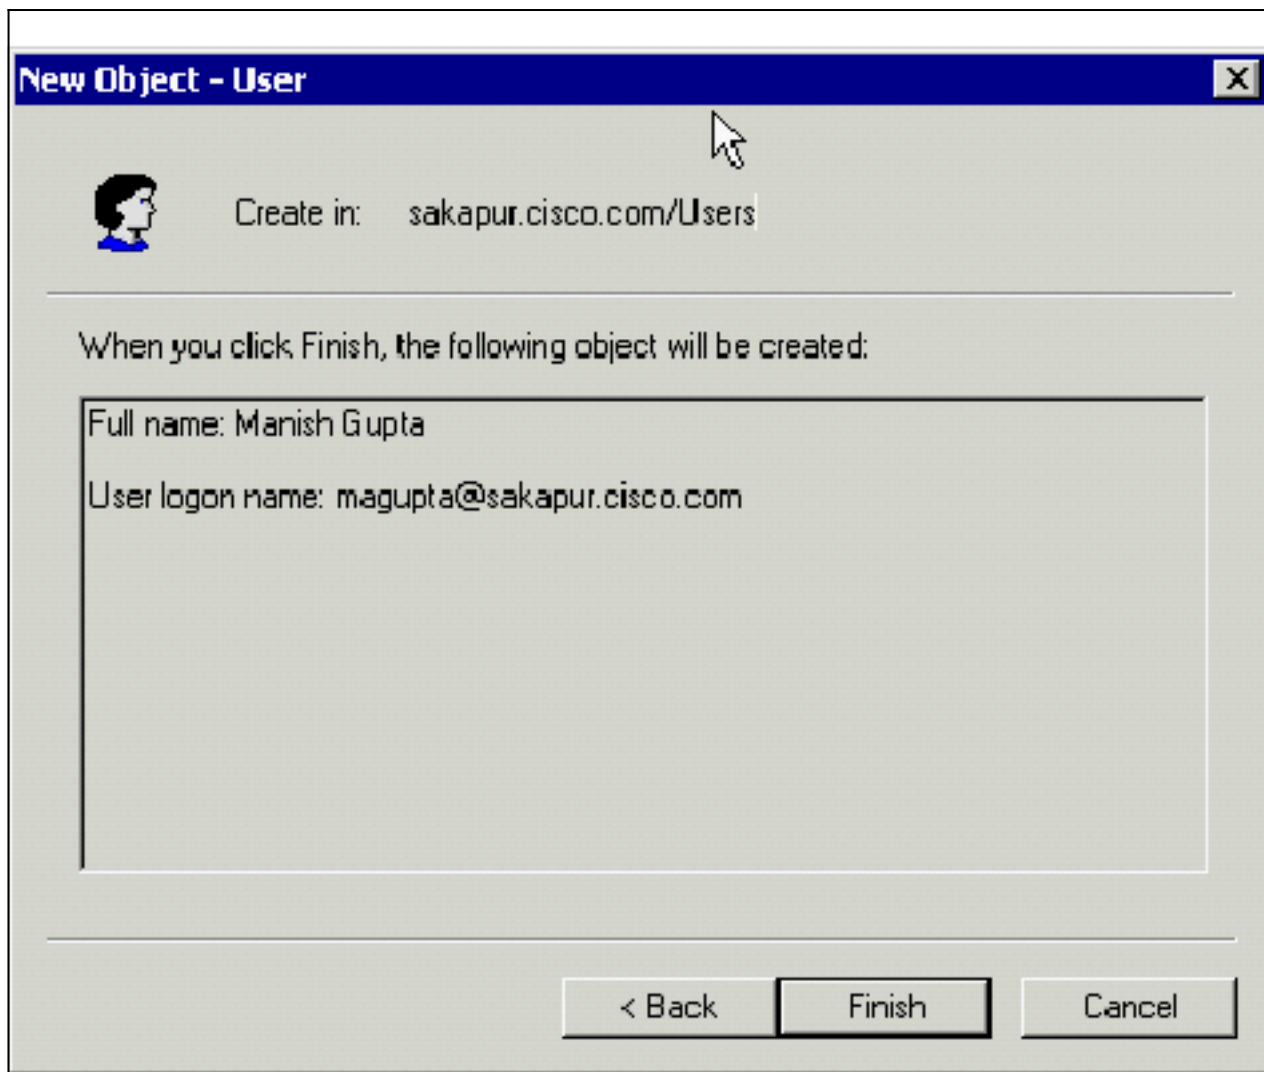 New Object - User
Create in: sakapur.cisco.com/Users
When you click Finish, the following object will be created:
Full name: Manish Gupta
User logon name: magupta@sakapur.cisco.com
< Back Finish Cancel